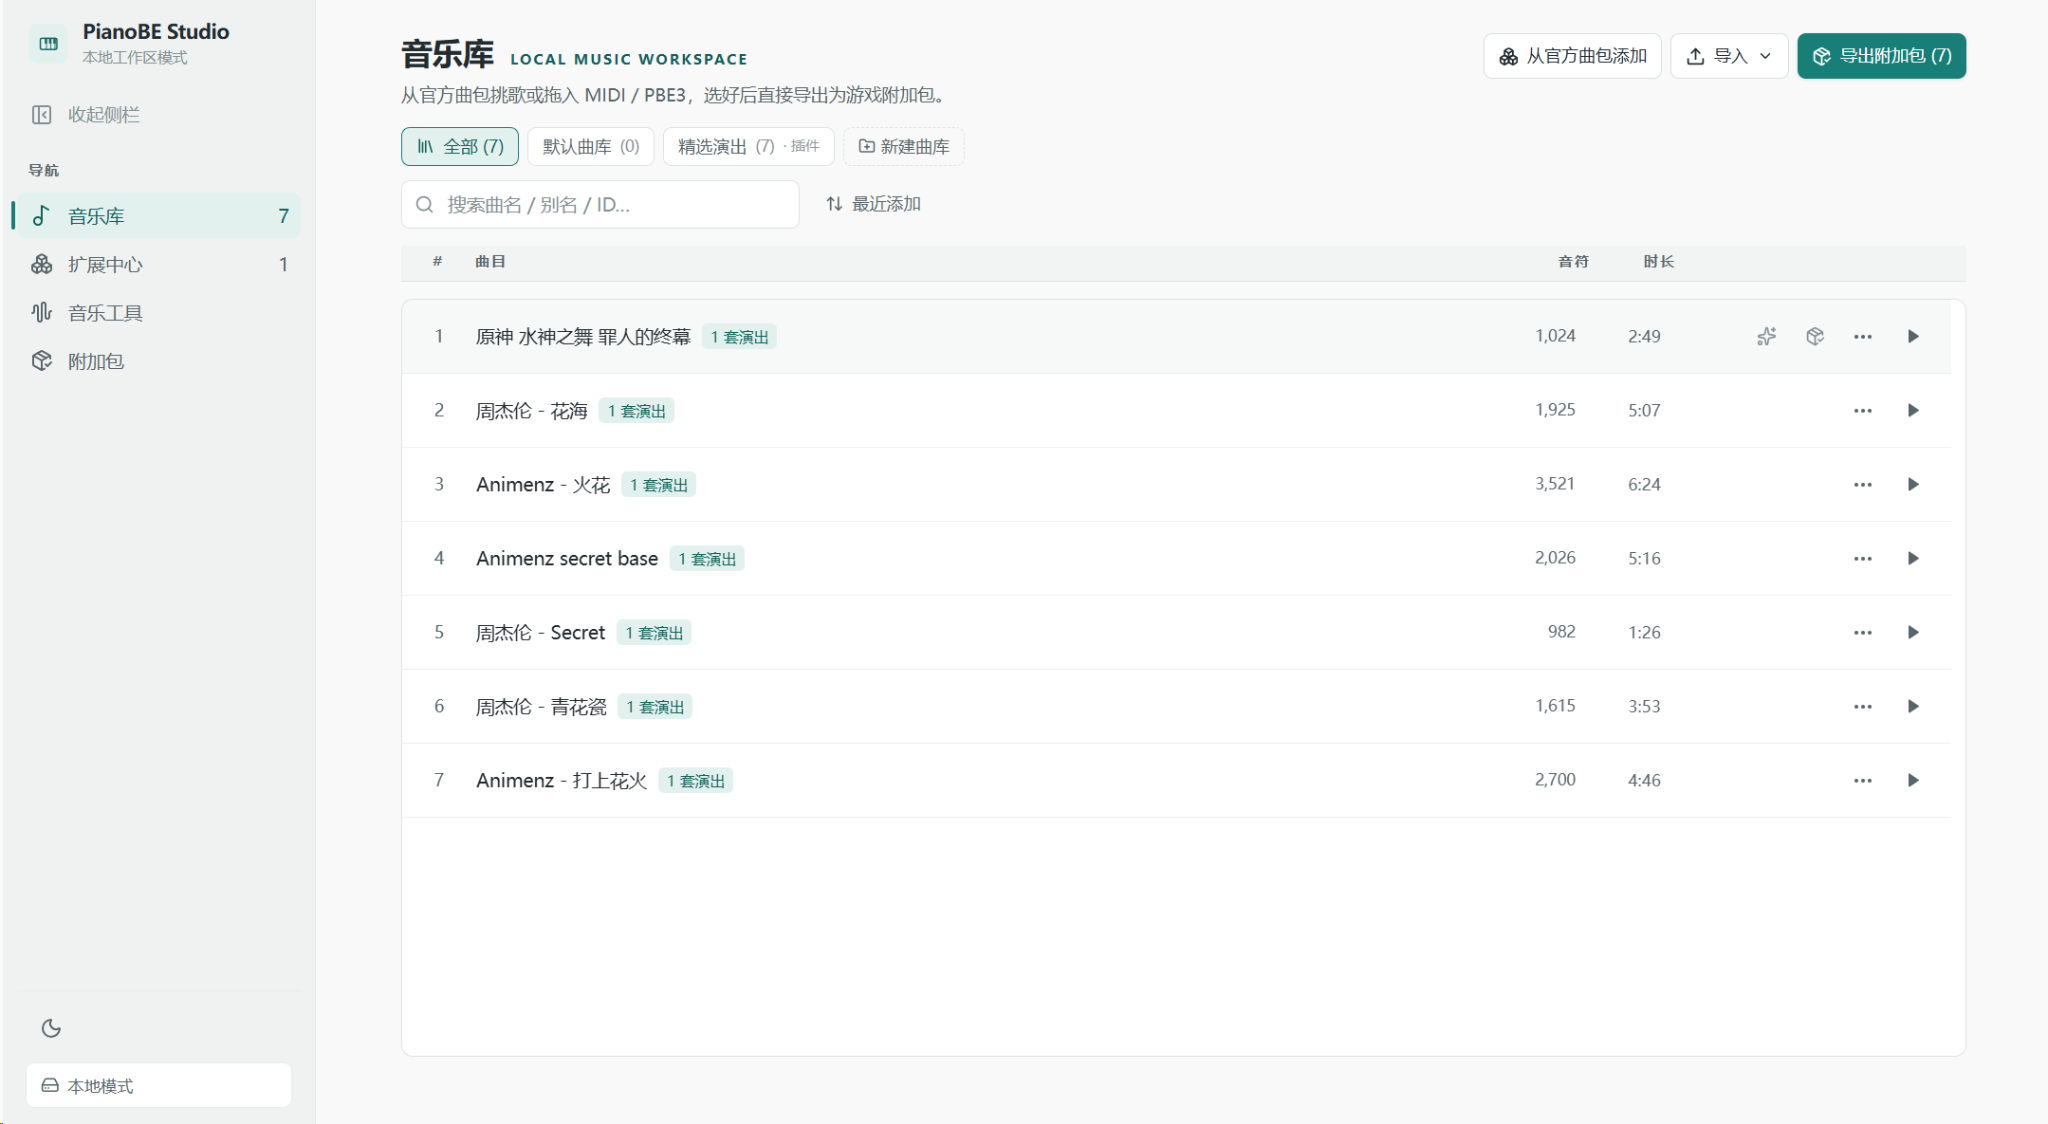 PianoBE Studio
本地工作区模式
收起侧栏
导航
音乐库 7
扩展中心 1
音乐工具
附加包
本地模式
音乐库 LOCAL MUSIC WORKSPACE
从官方曲包挑歌或拖入 MIDI / PBE3，选好后直接导出为游戏附加包。
从官方曲包添加 导入 导出附加包 (7)
全部 (7) 默认曲库 (0) 精选演出 (7) · 插件 新建曲库
搜索曲名 / 别名 / ID... 最近添加
# 曲目 音符 时长
1 原神 水神之舞 罪人的终幕 1 套演出 1,024 2:49
2 周杰伦 - 花海 1 套演出 1,925 5:07
3 Animenz - 火花 1 套演出 3,521 6:24
4 Animenz secret base 1 套演出 2,026 5:16
5 周杰伦 - Secret 1 套演出 982 1:26
6 周杰伦 - 青花瓷 1 套演出 1,615 3:53
7 Animenz - 打上花火 1 套演出 2,700 4:46